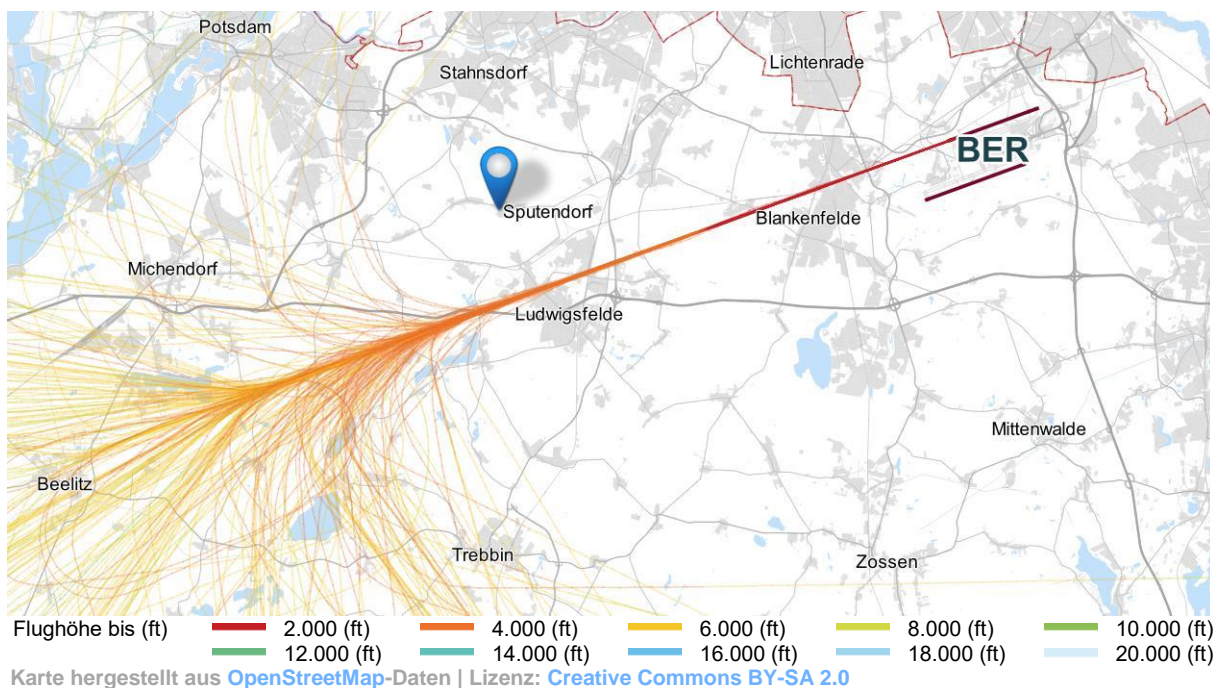 Potsdam
Stahnsdorf
Lichtenrade
BER
Sputendorf
Blankenfelde
Michendorf
Ludwigsfelde
Mittenwalde
Beelitz
Trebbin
Zossen
Flughöhe bis (ft) 2.000 (ft) 4.000 (ft) 6.000 (ft) 8.000 (ft) 10.000 (ft)
12.000 (ft) 14.000 (ft) 16.000 (ft) 18.000 (ft) 20.000 (ft)
Karte hergestellt aus OpenStreetMap-Daten | Lizenz: Creative Commons BY-SA 2.0